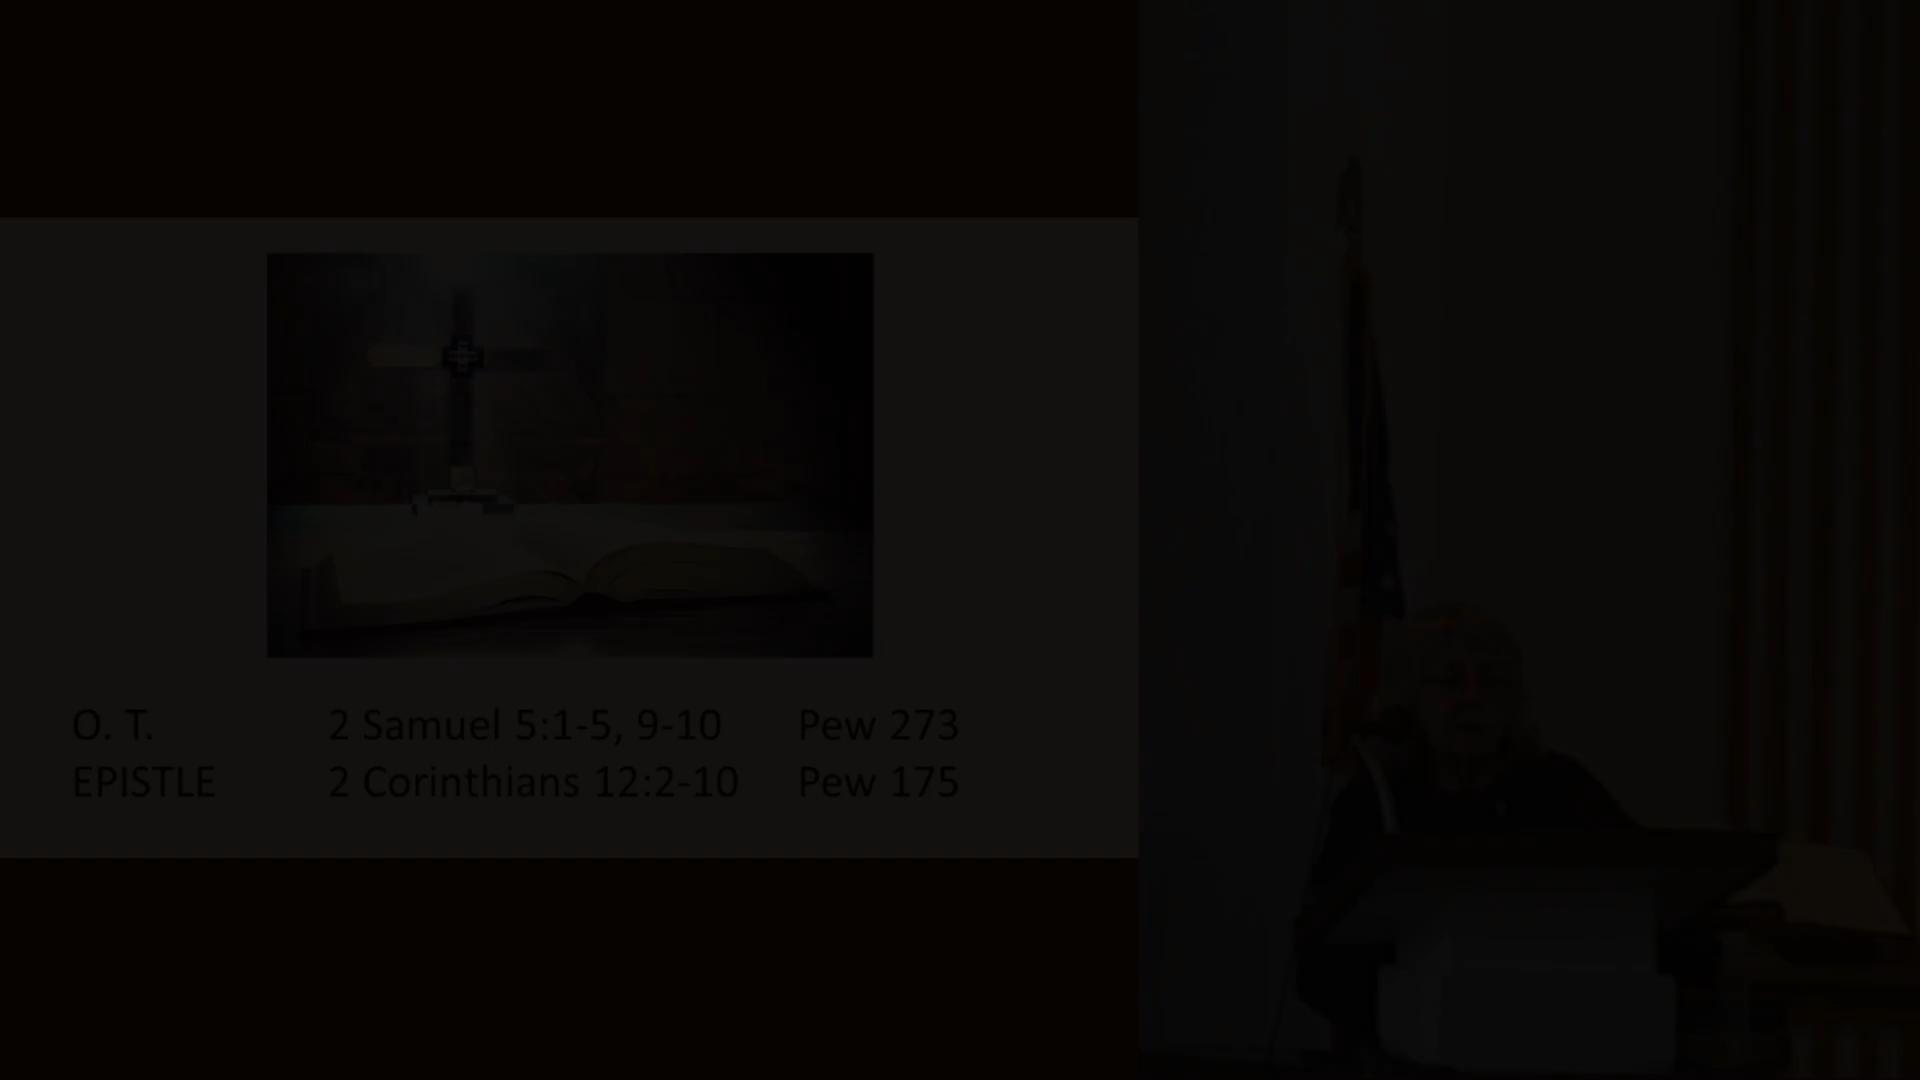 O. T. 2 Samuel 5:1-5, 9-10 Pew 273
EPISTLE 2 Corinthians 12:2-10 Pew 175